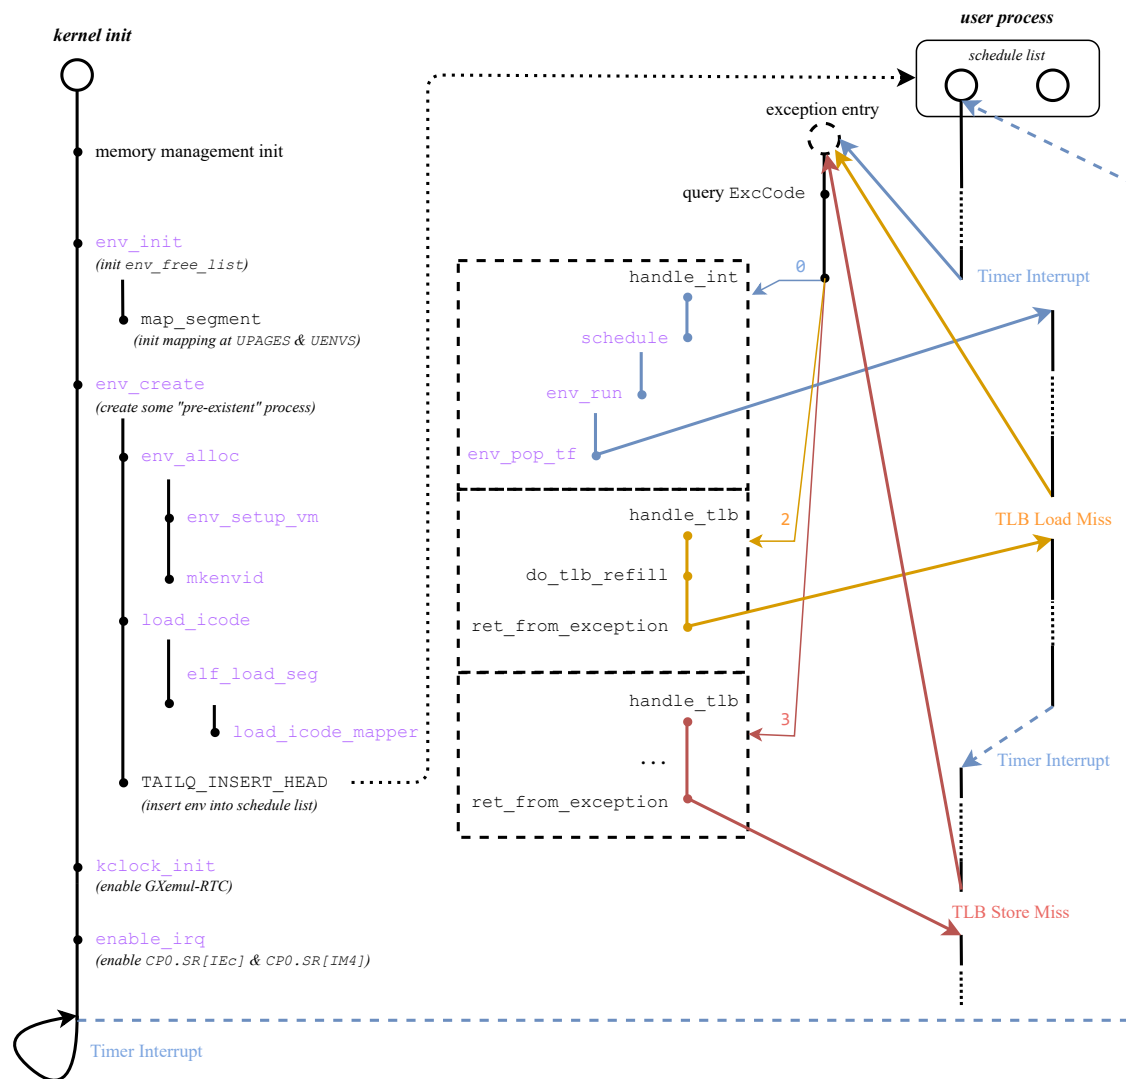 kernel init
memory management init
env_init
(init env_free_list)
map_segment
(init mapping at UPAGES & UENVS)
env_create
(create some "pre-existent" process)
env_alloc
env_setup_vm
mkenvid
load_icode
elf_load_seg
load_icode_mapper
TAILQ_INSERT_HEAD
(insert env into schedule list)
kclock_init
(enable GXemul-RTC)
enable_irq
(enable CP0.SR[IEc] & CP0.SR[IM4])
Timer Interrupt
exception entry
query ExcCode
0
handle_int
schedule
env_run
env_pop_tf
2
handle_tlb
do_tlb_refill
ret_from_exception
3
handle_tlb
...
ret_from_exception
user process
schedule list
Timer Interrupt
TLB Load Miss
Timer Interrupt
TLB Store Miss